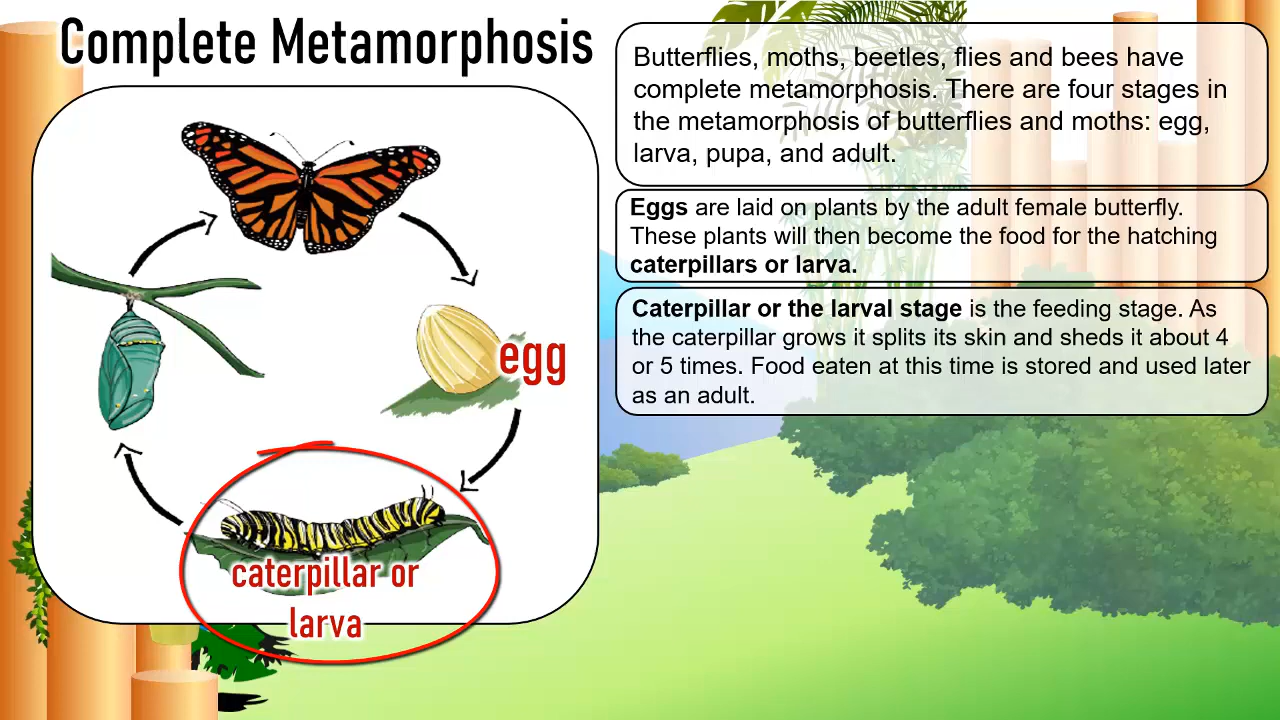 Complete Metamorphosis
Butterflies, moths, beetles, flies and bees have
complete metamorphosis. There are four stages in
the metamorphosis of butterflies and moths: egg,
larva, pupa, and adult.
Eggs are laid on plants by the adult female butterfly.
These plants will then become the food for the hatching
caterpillars or larva.
Caterpillar or the larval stage is the feeding stage. As
the caterpillar grows it splits its skin and sheds it about 4
or 5 times. Food eaten at this time is stored and used later
as an adult.
egg
caterpillar or
larva